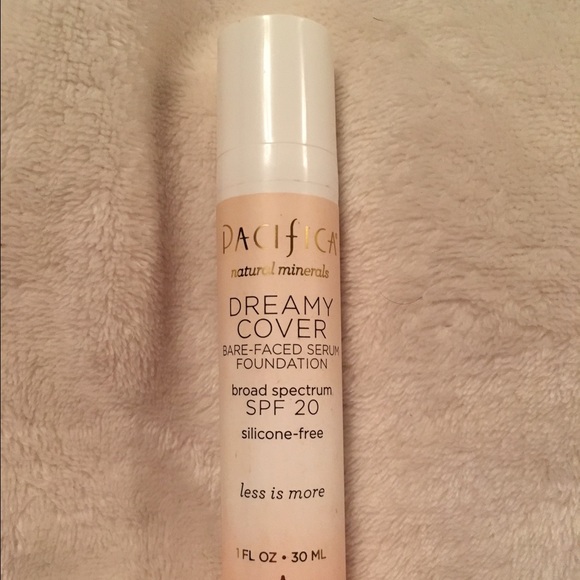 PACIFICA®
natural minerals
DREAMY
COVER
BARE-FACED SERUM
FOUNDATION
broad spectrum
SPF 20
silicone-free
less is more
1 FL OZ • 30 ML